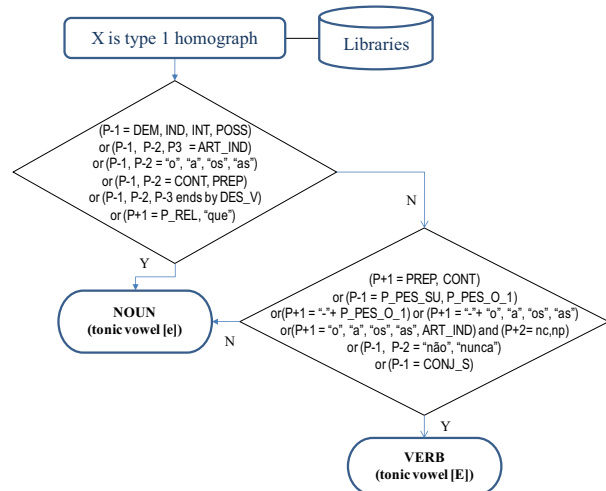 X is type 1 homograph
Libraries
(P-1 = DEM, IND, INT, POSS)
or (P-1, P-2, P3 = ART_IND)
or (P-1, P-2 = “o”, “a”, “os”, “as”)
or (P-1, P-2 = CONT, PREP)
or (P-1, P-2, P-3 ends by DES_V)
or (P+1 = P_REL, “que”)
N
Y
(P+1 = PREP, CONT)
or (P-1 = P_PES_SU, P_PES_O_1)
or(P+1 = “-”+ P_PES_O_1) or (P+1 = “-”+ “o”, “a”, “os”, “as”)
or(P+1 = “o”, “a”, “os”, “as”, ART_IND) and (P+2= nc,np)
or (P-1, P-2 = “não”, “nunca”)
or (P-1 = CONJ_S)
NOUN
(tonic vowel [e])
N
Y
VERB
(tonic vowel [E])